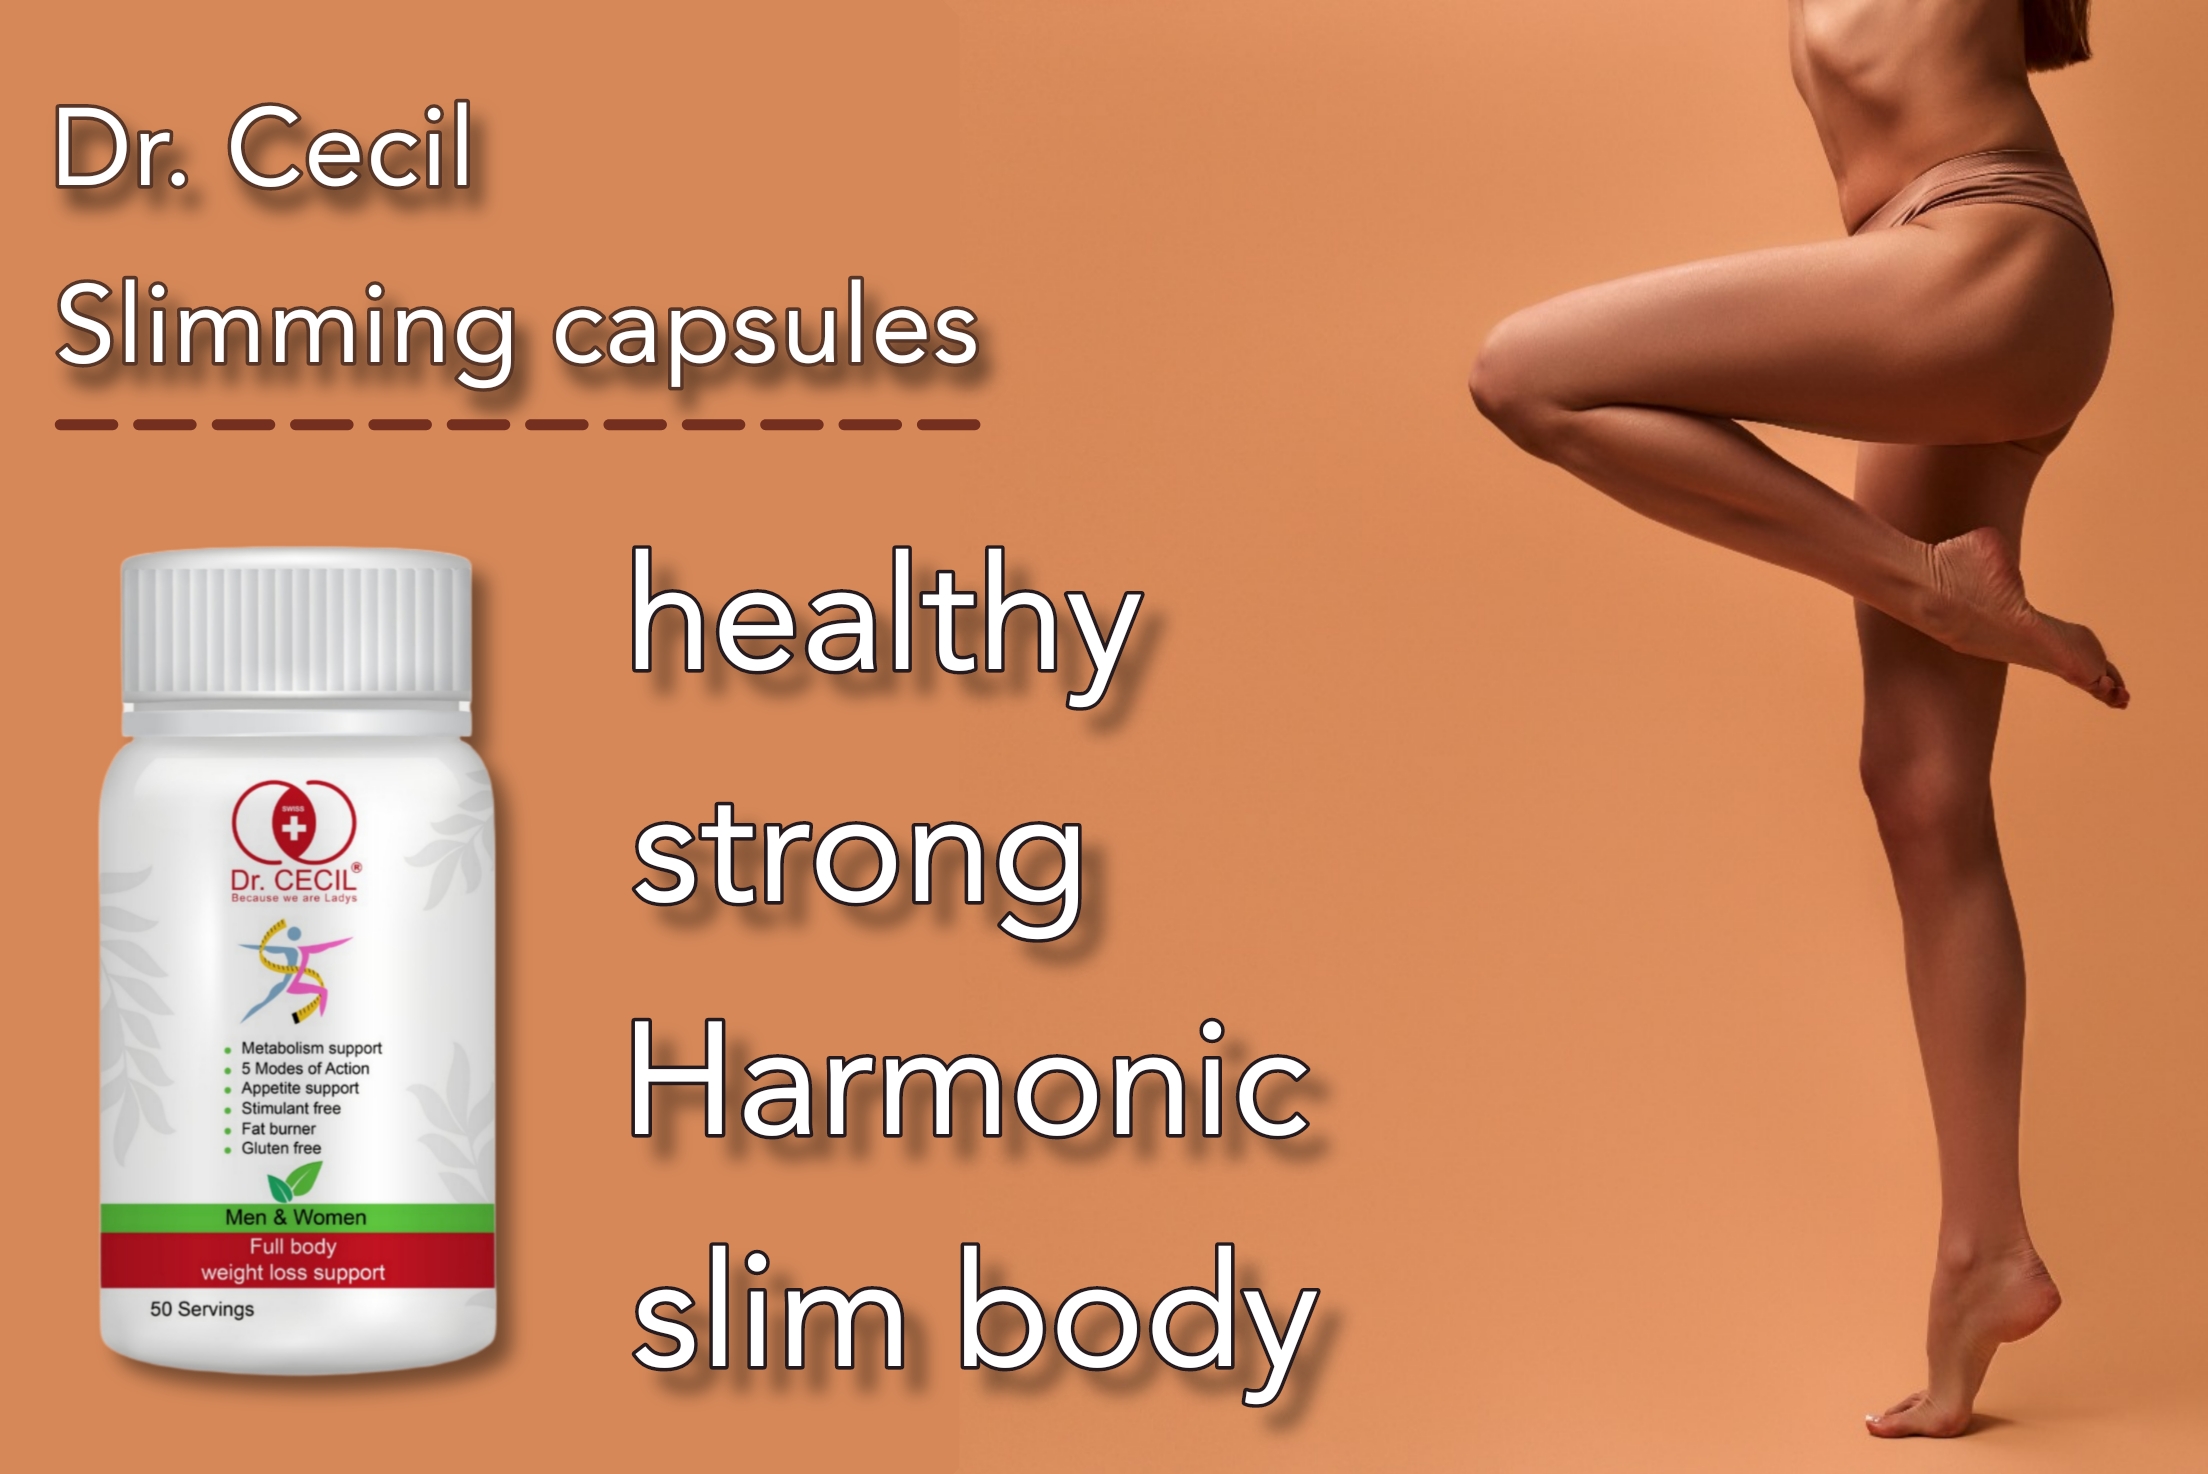 Dr. Cecil
Slimming capsules
healthy
strong
Harmonic
slim body
SWISS
Dr. CECIL®
Because we are Ladys
Metabolism support
5 Modes of Action
Appetite support
Stimulant free
Fat burner
Gluten free
Men & Women
Full body
weight loss support
50 Servings